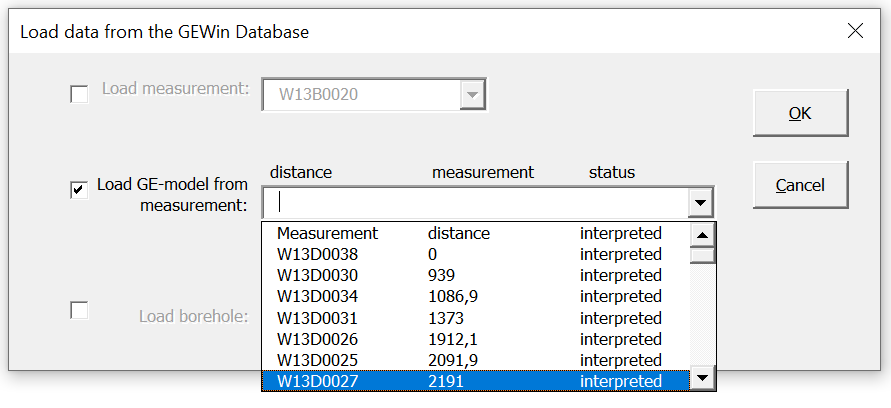 Load data from the GEWin Database
Load measurement: W13B0020
OK
distance measurement status
Load GE-model from
measurement:
Cancel
Measurement distance interpreted
W13D0038 0 interpreted
W13D0030 939 interpreted
W13D0034 1086,9 interpreted
W13D0031 1373 interpreted
Load borehole:
W13D0026 1912,1 interpreted
W13D0025 2091,9 interpreted
W13D0027 2191 interpreted